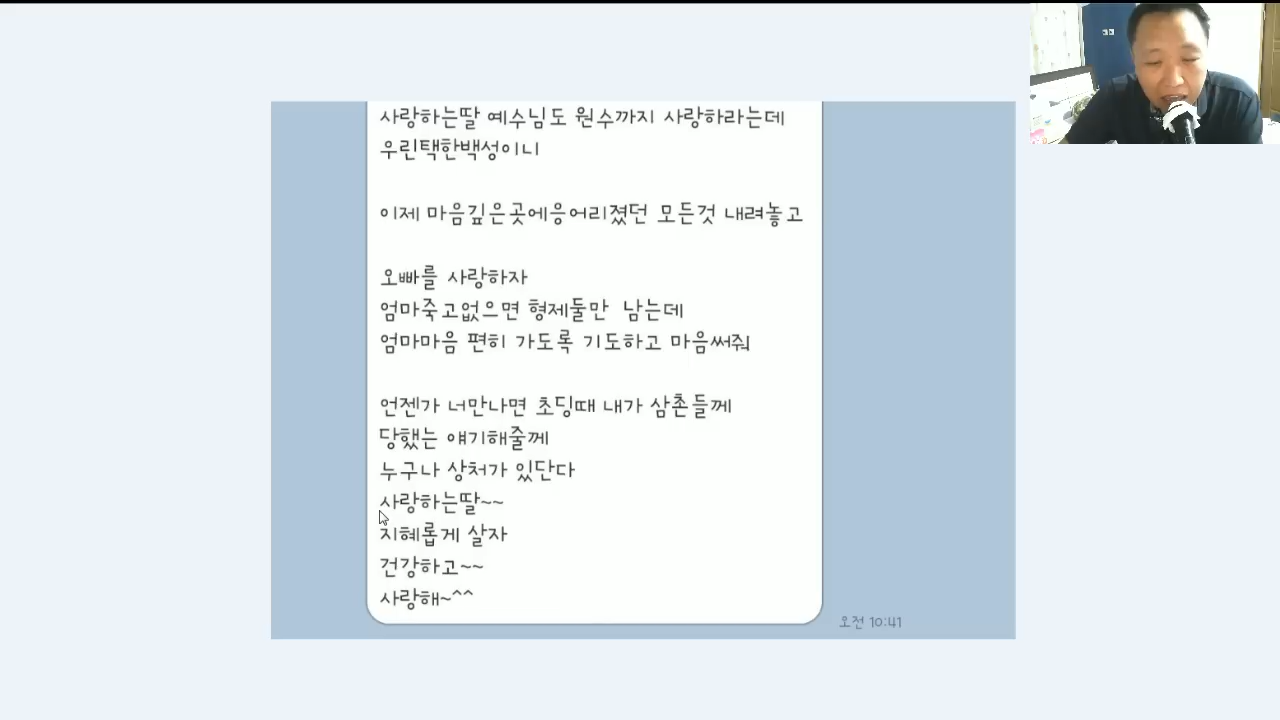 사랑하는딸 예수님도 원수까지 사랑하라는데
우린택한백성이니
이제 마음깊은곳에응어리졌던 모든것 내려놓고
오빠를 사랑하자
엄마죽고없으면 형제둘만 남는데
엄마마음 편히 가도록 기도하고 마음써줘
언젠가 너만나면 초딩때 내가 삼촌들께
당했는 얘기해줄께
누구나 상처가 있단다
사랑하는딸~~
지혜롭게 살자
건강하고~~
사랑해~^^
오전 10:41